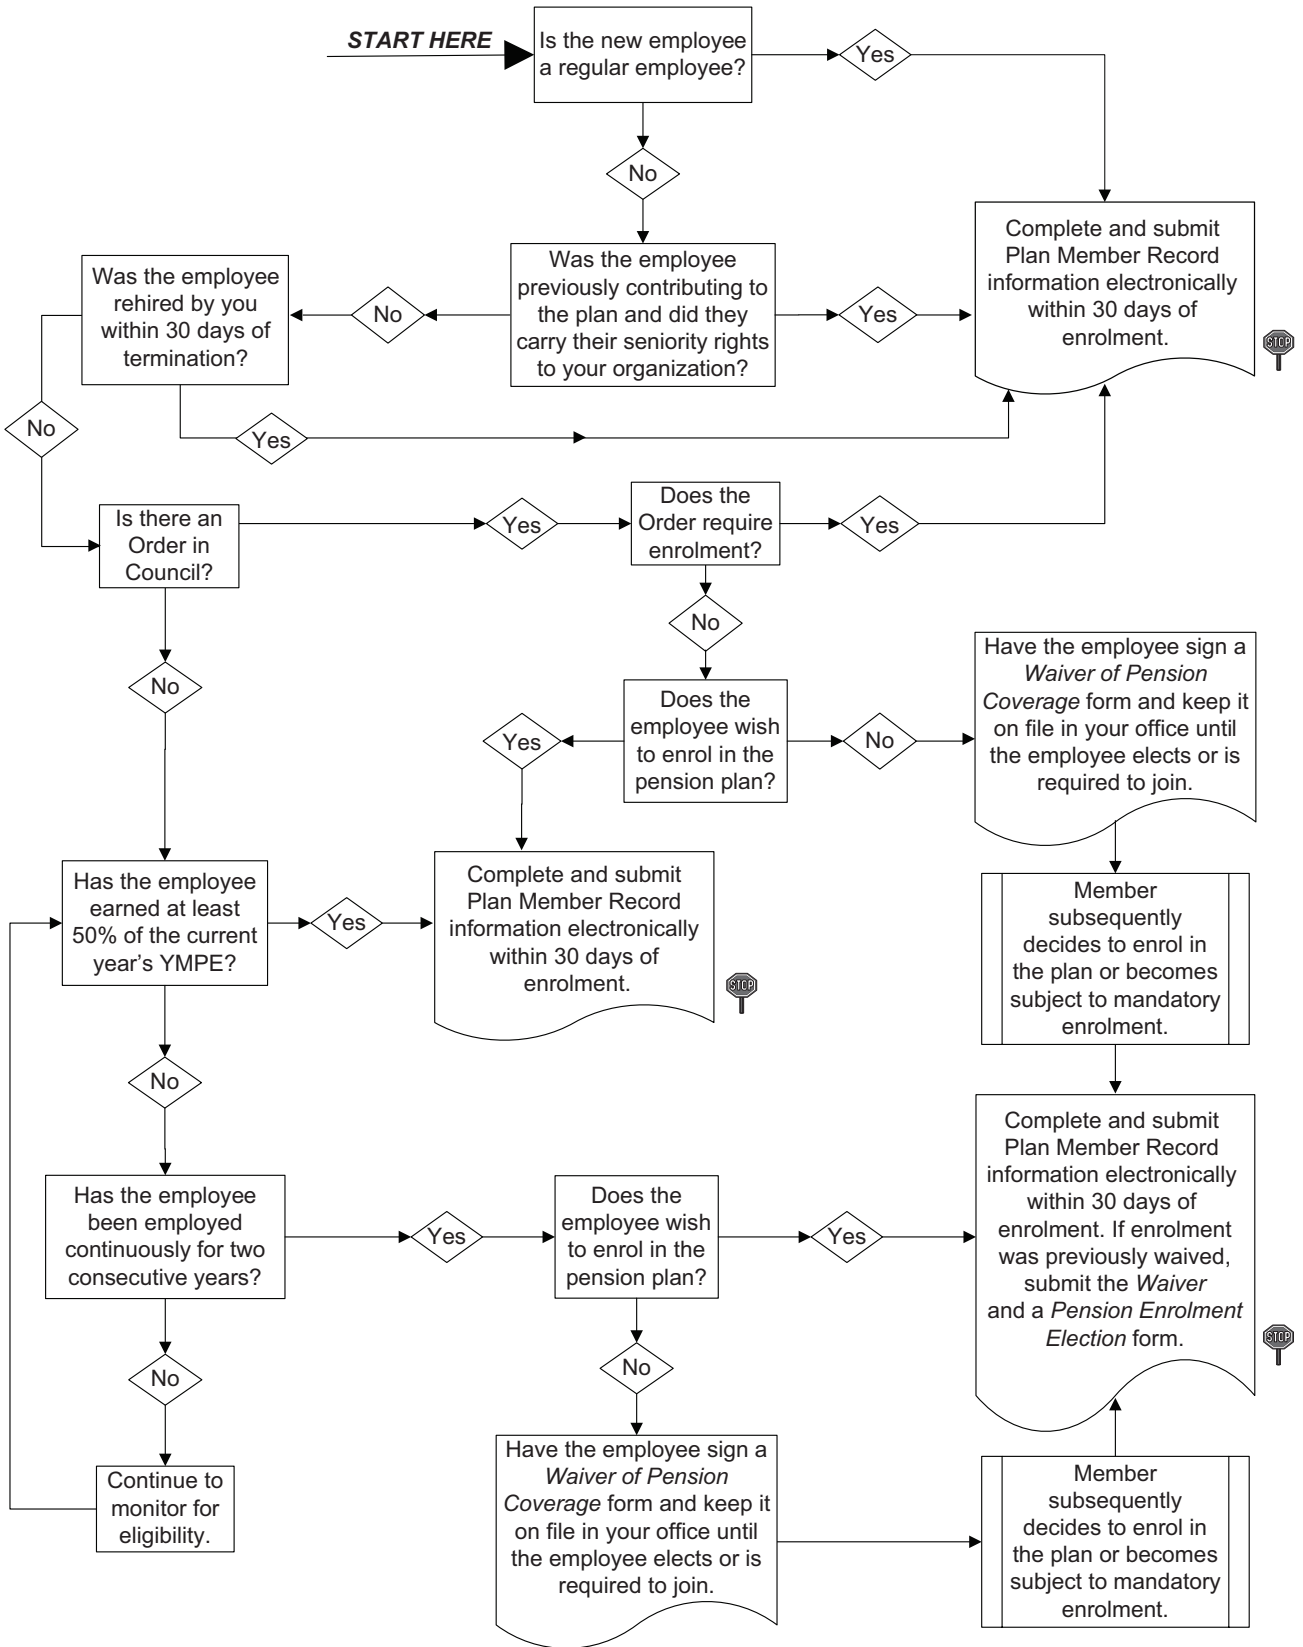 START HERE
Is the new employee
a regular employee?
Yes
No
Was the employee
previously contributing to
the plan and did they
carry their seniority rights
to your organization?
Yes
Complete and submit
Plan Member Record
information electronically
within 30 days of
enrolment.
STOP
No
Was the employee
rehired by you
within 30 days of
termination?
Yes
No
Is there an
Order in
Council?
Yes
Does the
Order require
enrolment?
Yes
No
Does the
employee wish
to enrol in the
pension plan?
Yes
No
Have the employee sign a
Waiver of Pension
Coverage form and keep it
on file in your office until
the employee elects or is
required to join.
No
Has the employee
earned at least
50% of the current
year's YMPE?
Yes
Complete and submit
Plan Member Record
information electronically
within 30 days of
enrolment.
STOP
Member
subsequently
decides to enrol in
the plan or becomes
subject to mandatory
enrolment.
No
Has the employee
been employed
continuously for two
consecutive years?
Yes
Does the
employee wish
to enrol in the
pension plan?
Yes
Complete and submit
Plan Member Record
information electronically
within 30 days of
enrolment. If enrolment
was previously waived,
submit the Waiver
and a Pension Enrolment
Election form.
STOP
No
No
Continue to
monitor for
eligibility.
Have the employee sign a
Waiver of Pension
Coverage form and keep it
on file in your office until
the employee elects or is
required to join.
Member
subsequently
decides to enrol in
the plan or becomes
subject to mandatory
enrolment.